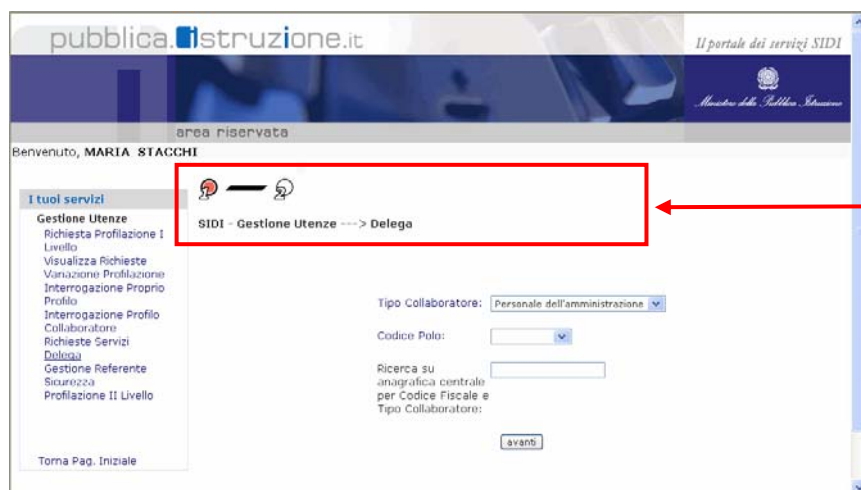 pubblica.istruzione.it
Il portale dei servizi SIDI
Ministero della Pubblica Istruzione
area riservata
Benvenuto, MARIA STACCHI
I tuoi servizi
Gestione Utenze
Richiesta Profilazione I
Livello
Visualizza Richieste
Variazione Profilazione
Interrogazione Proprio
Profilo
Interrogazione Profilo
Collaboratore
Richieste Servizi
Delega
Gestione Referente
Sicurezza
Profilazione II Livello
Torna Pag. Iniziale
SIDI - Gestione Utenze ---> Delega
Tipo Collaboratore: Personale dell'amministrazione
Codice Polo:
Ricerca su
anagrafica centrale
per Codice Fiscale e
Tipo Collaboratore:
avanti